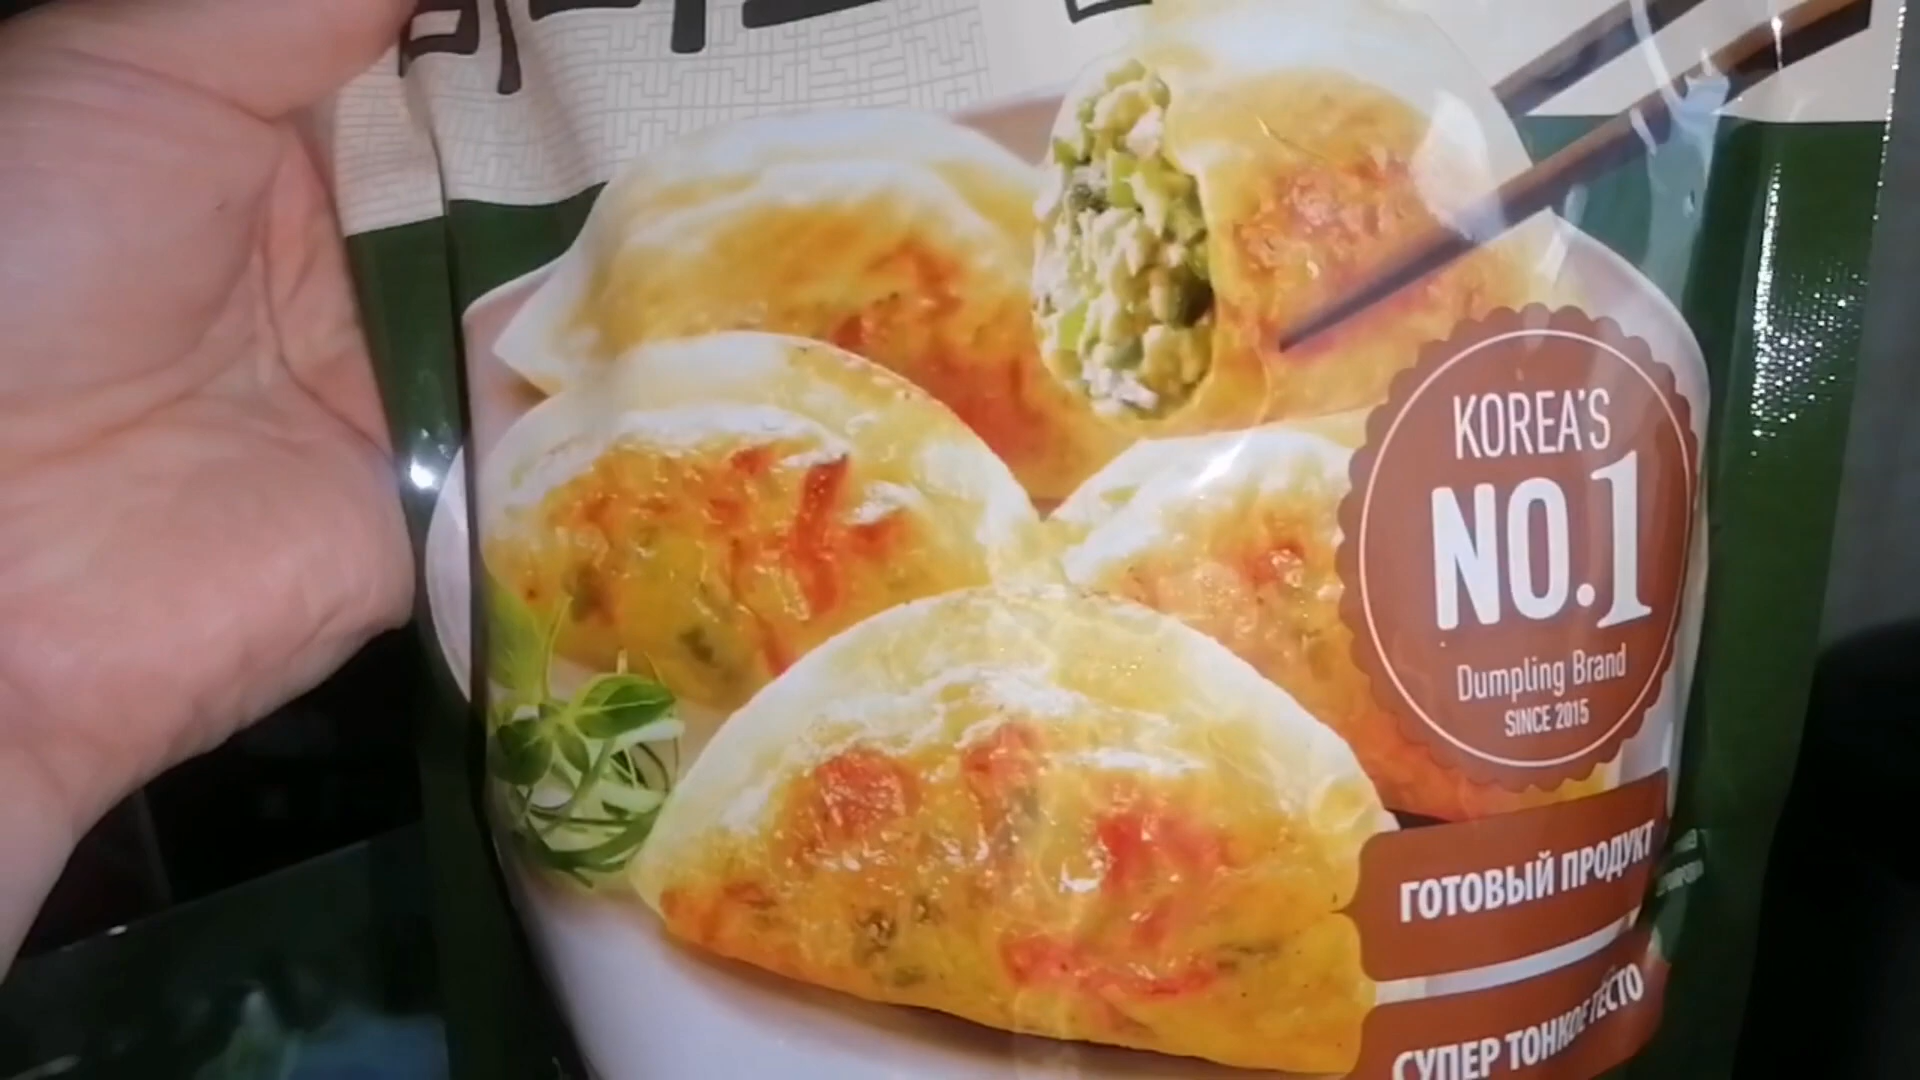 KOREA'S
NO.1
Dumpling Brand
SINCE 2015
ГОТОВЫЙ ПРОДУКТ
СУПЕР ТОНКОЕ ТЕСТО